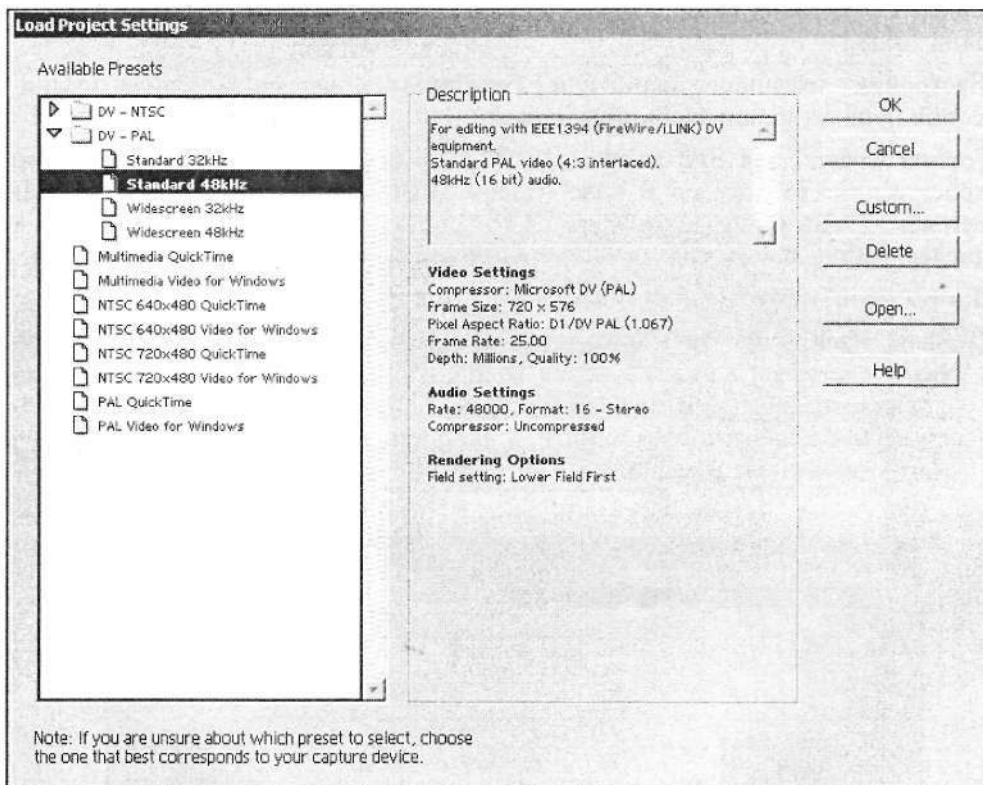 Load Project Settings
Available Presets
DV - NTSC
DV - PAL
Standard 32kHz
Standard 48kHz
Widescreen 32kHz
Widescreen 48kHz
Multimedia QuickTime
Multimedia Video for Windows
NTSC 640x480 QuickTime
NTSC 640x480 Video for Windows
NTSC 720x480 QuickTime
NTSC 720x480 Video for Windows
PAL QuickTime
PAL Video for Windows
Description
For editing with IEEE1394 (FireWire/i.LINK) DV
equipment.
Standard PAL video (4:3 interlaced).
48kHz (16 bit) audio.
Video Settings
Compressor: Microsoft DV (PAL)
Frame Size: 720 x 576
Pixel Aspect Ratio: D1/DV PAL (1.067)
Frame Rate: 25.00
Depth: Millions, Quality: 100%
Audio Settings
Rate: 48000, Format: 16 - Stereo
Compressor: Uncompressed
Rendering Options
Field setting: Lower Field First
OK
Cancel
Custom...
Delete
Open...
Help
Note: If you are unsure about which preset to select, choose
the one that best corresponds to your capture device.